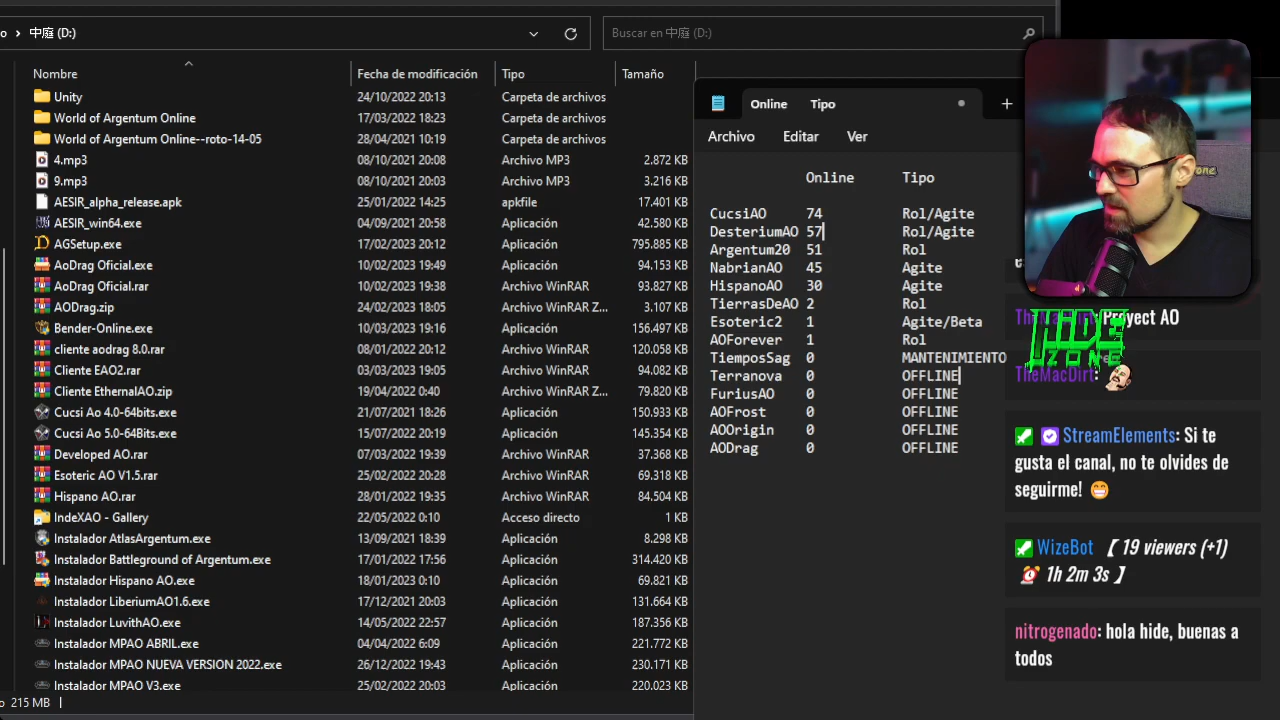 o › 中庭 (D:)
Buscar en 中庭 (D:)
Nombre Fecha de modificación Tipo Tamaño
Unity 24/10/2022 20:13 Carpeta de archivos
World of Argentum Online 17/03/2022 18:23 Carpeta de archivos
World of Argentum Online--roto-14-05 28/04/2021 10:19 Carpeta de archivos
4.mp3 08/10/2021 20:08 Archivo MP3 2.872 KB
9.mp3 08/10/2021 20:03 Archivo MP3 3.216 KB
AESIR_alpha_release.apk 25/01/2022 14:25 apkfile 17.401 KB
AESIR_win64.exe 04/09/2021 20:58 Aplicación 42.580 KB
AGSetup.exe 17/02/2023 20:12 Aplicación 795.885 KB
AoDrag Oficial.exe 10/02/2023 19:49 Aplicación 94.153 KB
AoDrag Oficial.rar 10/02/2023 19:38 Archivo WinRAR 93.827 KB
AODrag.zip 24/02/2023 18:05 Archivo WinRAR Z... 3.107 KB
Bender-Online.exe 10/03/2023 19:16 Aplicación 156.497 KB
cliente aodrag 8.0.rar 08/01/2022 20:12 Archivo WinRAR 120.058 KB
Cliente EAO2.rar 03/03/2023 19:05 Archivo WinRAR 94.082 KB
Cliente EthernalAO.zip 19/04/2022 0:40 Archivo WinRAR Z... 79.820 KB
Cucsi Ao 4.0-64bits.exe 21/07/2021 18:26 Aplicación 150.933 KB
Cucsi Ao 5.0-64Bits.exe 15/07/2022 20:19 Aplicación 145.354 KB
Developed AO.rar 07/02/2022 19:39 Archivo WinRAR 37.368 KB
Esoteric AO V1.5.rar 25/02/2022 20:28 Archivo WinRAR 69.318 KB
Hispano AO.rar 28/01/2022 19:35 Archivo WinRAR 84.504 KB
IndeXAO - Gallery 22/05/2022 0:10 Acceso directo 1 KB
Instalador AtlasArgentum.exe 13/09/2021 18:39 Aplicación 8.298 KB
Instalador Battleground of Argentum.exe 17/01/2022 17:56 Aplicación 314.420 KB
Instalador Hispano AO.exe 18/01/2023 0:10 Aplicación 69.821 KB
Instalador LiberiumAO1.6.exe 17/12/2021 20:03 Aplicación 131.664 KB
Instalador LuvithAO.exe 14/05/2022 22:57 Aplicación 187.356 KB
Instalador MPAO ABRIL.exe 04/04/2022 6:09 Aplicación 221.772 KB
Instalador MPAO NUEVA VERSION 2022.exe 26/12/2022 19:43 Aplicación 230.171 KB
Instalador MPAO V3.exe 25/02/2022 20:03 Aplicación 220.023 KB
o 215 MB
Online Tipo
Archivo Editar Ver
Online Tipo
CucsiAO 74 Rol/Agite
DesteriumAO 57 Rol/Agite
Argentum20 51 Rol
NabrianAO 45 Agite
HispanoAO 30 Agite
TierrasDeAO 2 Rol
Esoteric2 1 Agite/Beta
AOForever 1 Rol
TiemposSag 0 MANTENIMIENTO
Terranova 0 OFFLINE
FuriusAO 0 OFFLINE
AOFrost 0 OFFLINE
AOOrigin 0 OFFLINE
AODrag 0 OFFLINE
HIDE
ZONE
Proyect AO
TheMacDirt:
StreamElements: Si te
gusta el canal, no te olvides de
seguirme! 😁
WizeBot 【 19 viewers (+1)
⏰ 1h 2m 3s 】
nitrogenado: hola hide, buenas a
todos